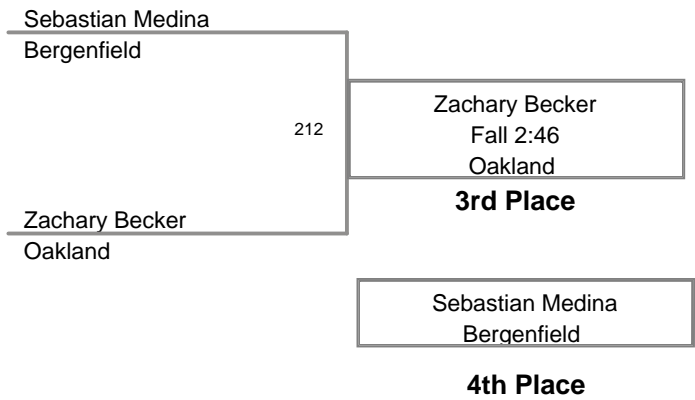 Sebastian Medina
Bergenfield
212
Zachary Becker
Fall 2:46
Oakland
3rd Place
Zachary Becker
Oakland
Sebastian Medina
Bergenfield
4th Place